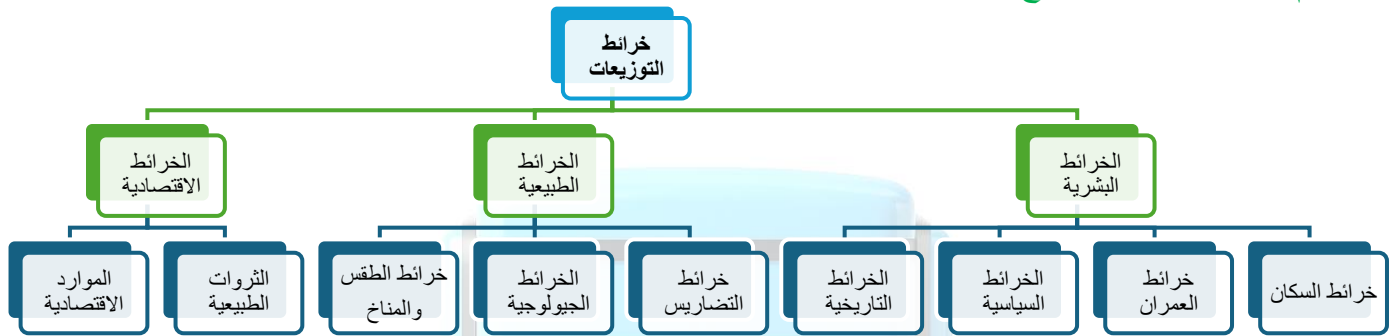 خرائط
التوزيعات
الخرائط
البشرية
الخرائط
الطبيعية
الخرائط
الاقتصادية
خرائط السكان
خرائط
العمران
الخرائط
السياسية
الخرائط
التاريخية
خرائط
التضاريس
الخرائط
الجيولوجية
خرائط الطقس
والمناخ
الثروات
الطبيعية
الموارد
الاقتصادية